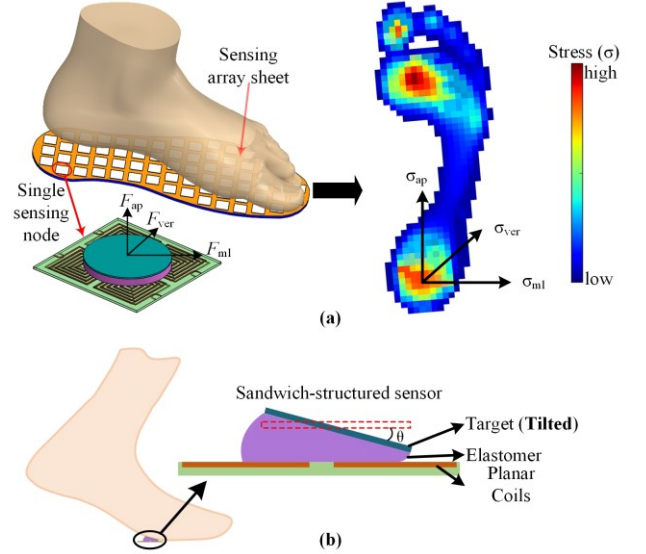 (a)
Sensing
array sheet
Stress (σ)
high
low
Single
sensing
node
F_ap
F_ver
F_ml
σ_ap
σ_ver
σ_ml
(a)
(b)
Sandwich-structured sensor
θ
Target (Tilted)
Elastomer
Planar
Coils
(b)